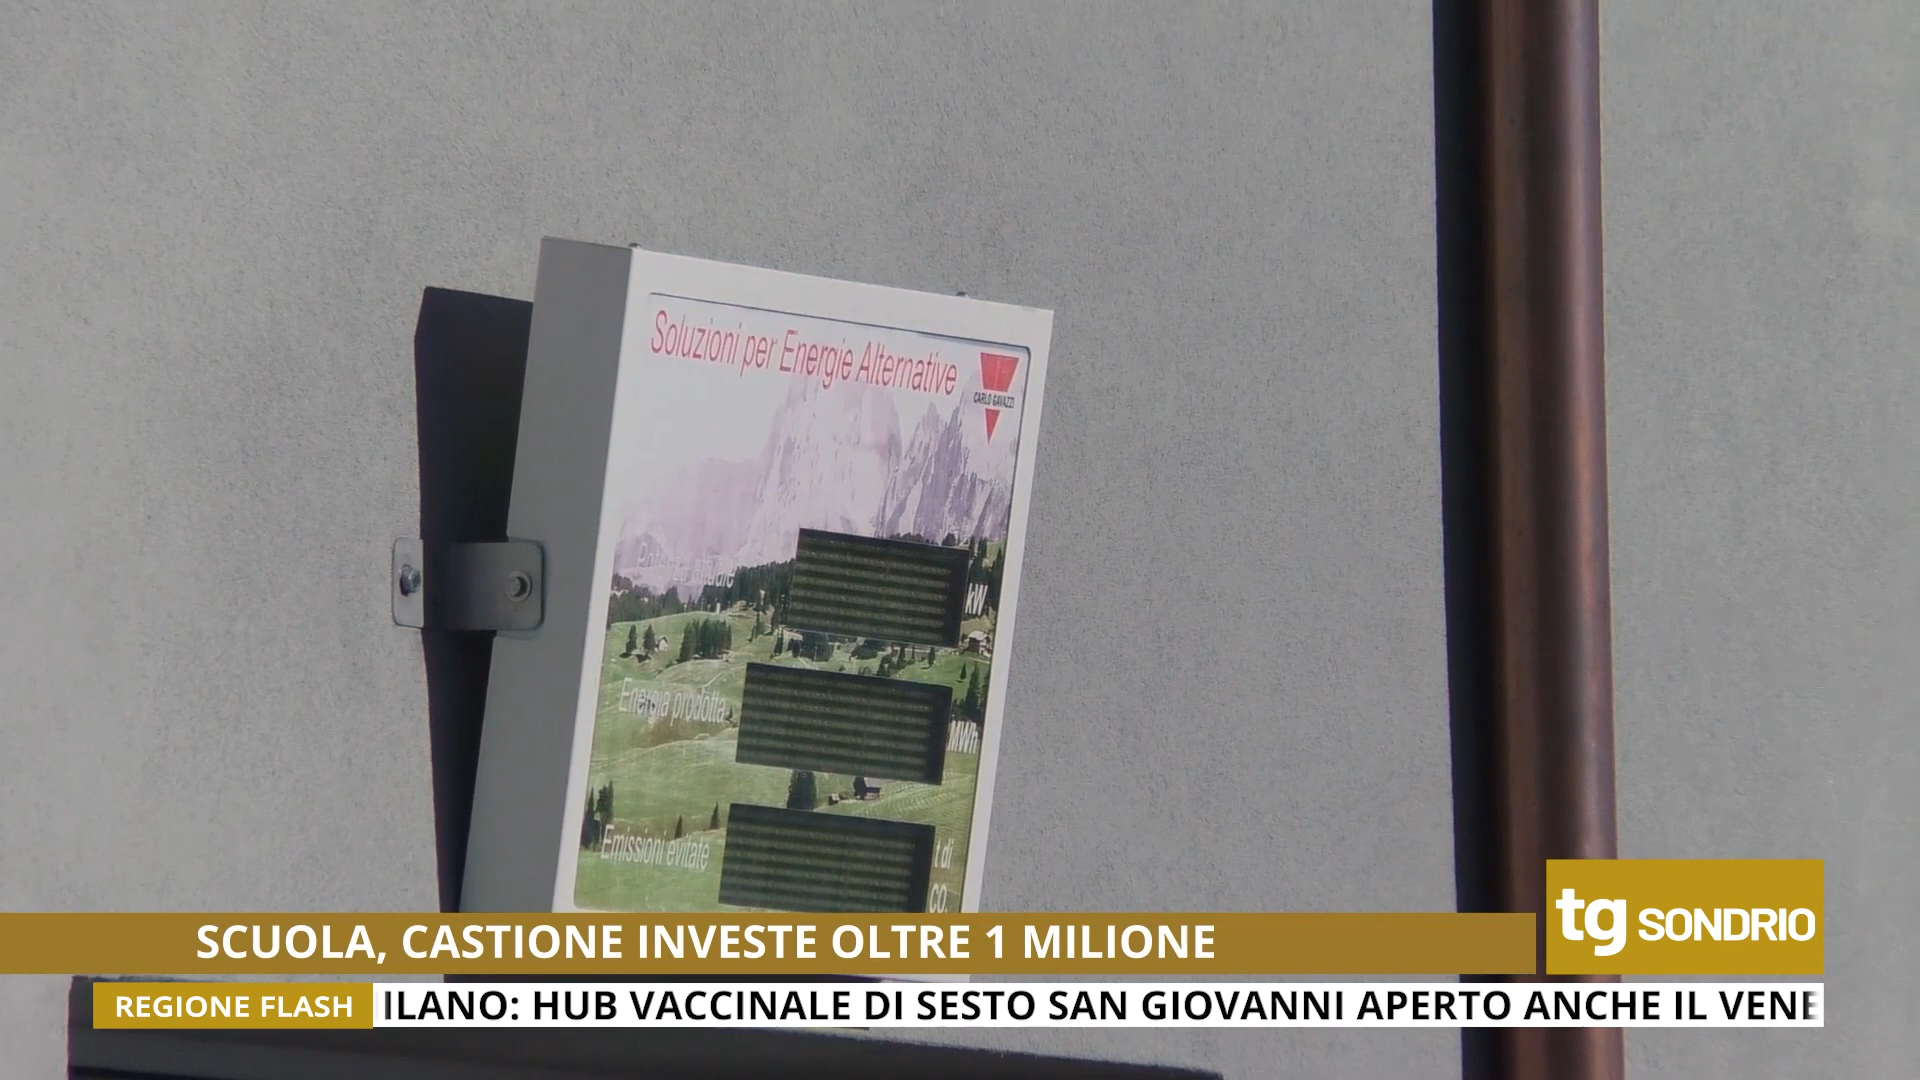 Soluzioni per Energie Alternative
CARLO GAVAZZI
kW
Energia prodotta
MWh
Emissioni evitate
t di
CO
SCUOLA, CASTIONE INVESTE OLTRE 1 MILIONE
tg SONDRIO
REGIONE FLASH
ILANO: HUB VACCINALE DI SESTO SAN GIOVANNI APERTO ANCHE IL VENE